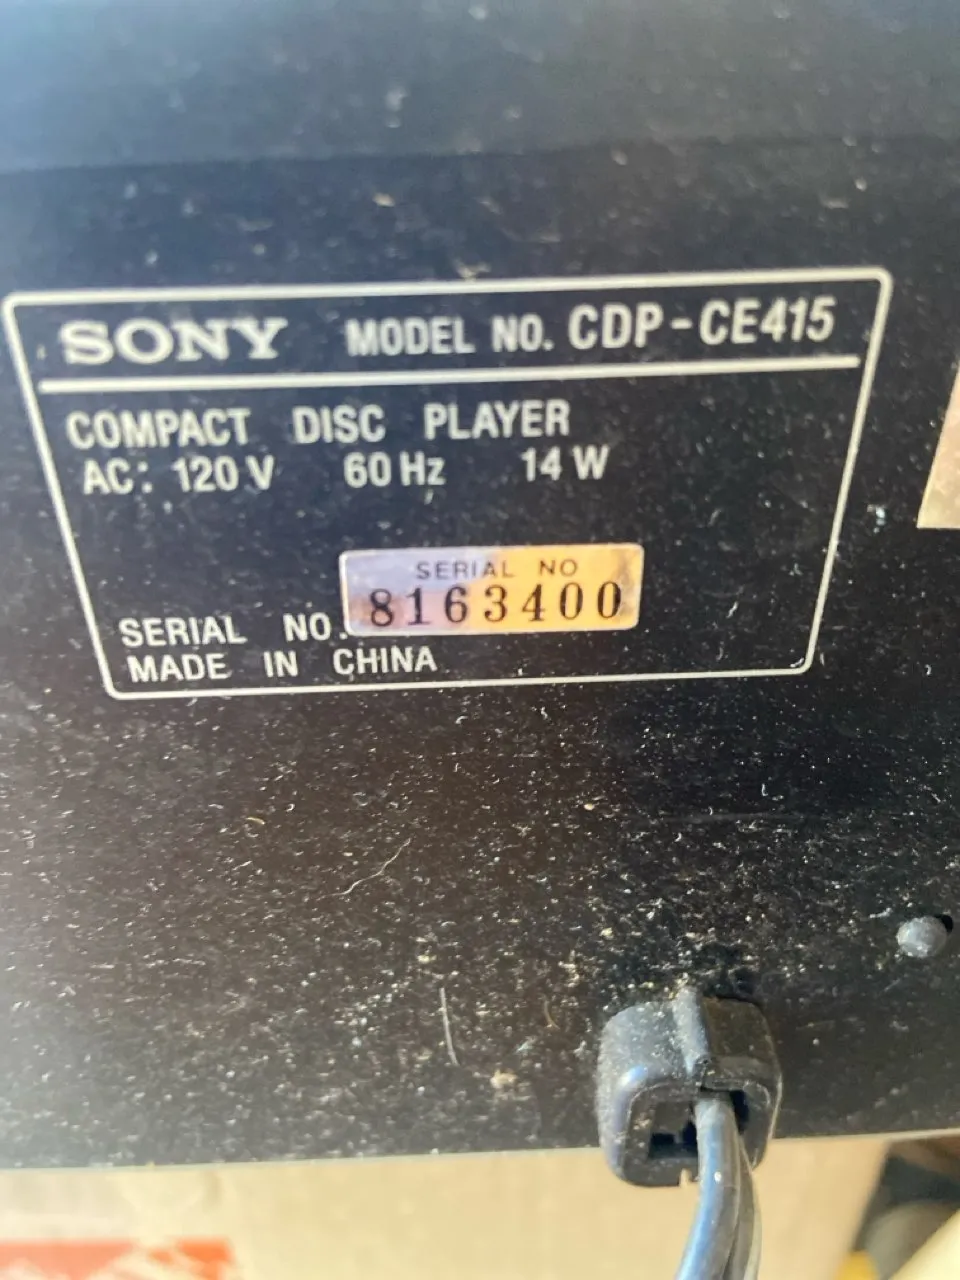 SONY MODEL NO. CDP-CE415
COMPACT DISC PLAYER
AC: 120 V 60 Hz 14 W
SERIAL NO
8163400
SERIAL NO.
MADE IN CHINA